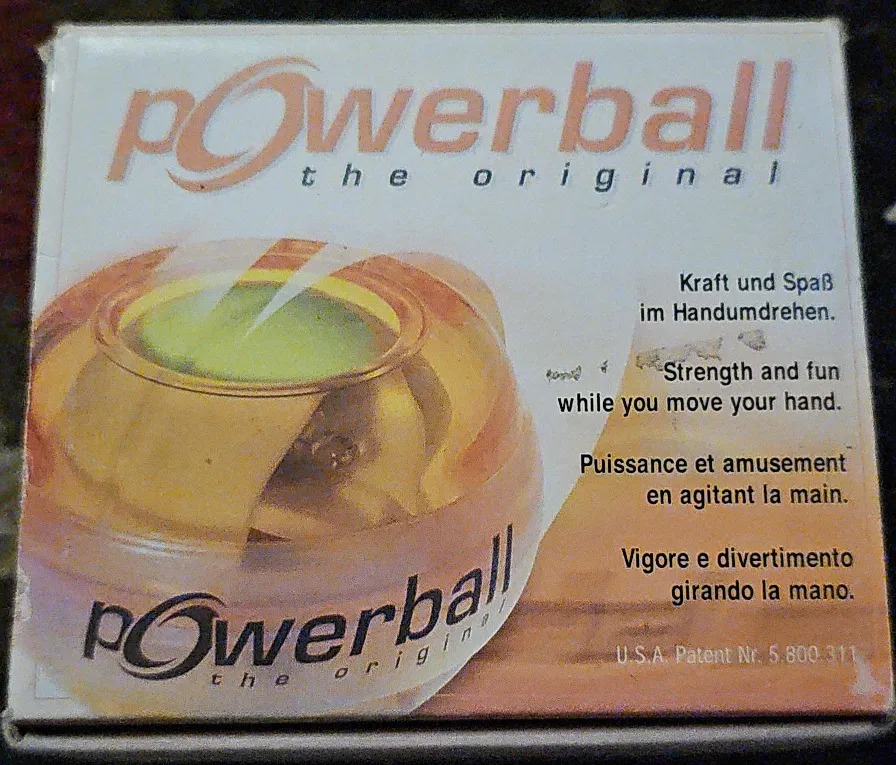 powerball
the original
Kraft und Spaß
im Handumdrehen.
Strength and fun
while you move your hand.
Puissance et amusement
en agitant la main.
Vigore e divertimento
girando la mano.
powerball
the original
U.S.A. Patent Nr. 5.800.311